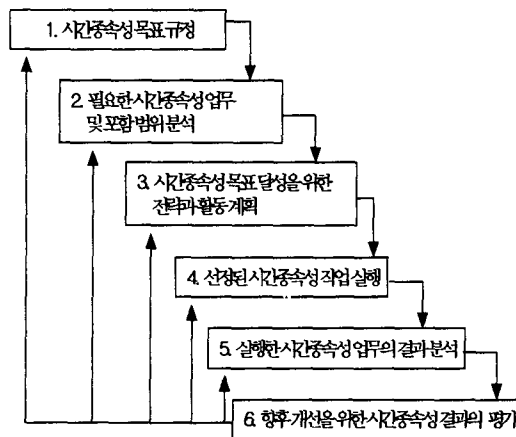 1. 시간종속성 목표 규정
2. 필요한 시간종속성 업무
및 포함 범위 분석
3. 시간종속성 목표 달성을 위한
전략과 활동 계획
4. 선정된 시간종속성 작업 실행
5. 실행한 시간종속성 업무의 결과 분석
6. 향후 개선을 위한 시간종속성 결과의 평가